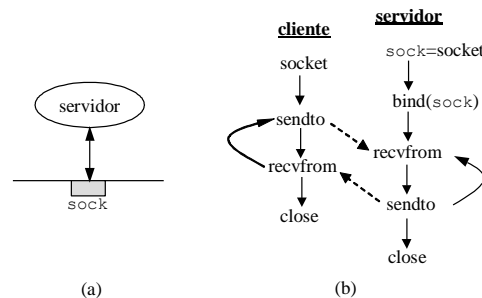 servidor
sock
(a)
cliente
socket
sendto
recvfrom
close
servidor
sock=socket
bind(sock)
recvfrom
sendto
close
(b)